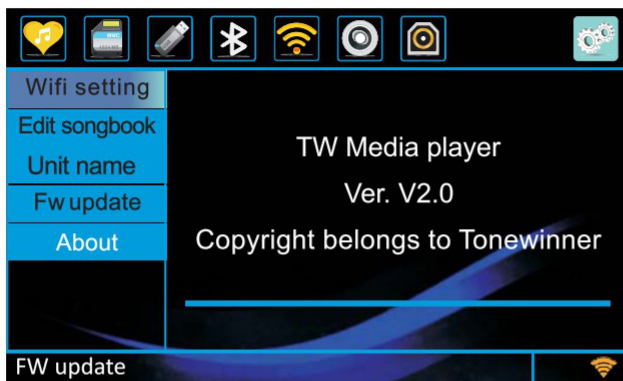 Wifi setting
Edit songbook
Unit name
Fw update
About
TW Media player
Ver. V2.0
Copyright belongs to Tonewinner
FW update